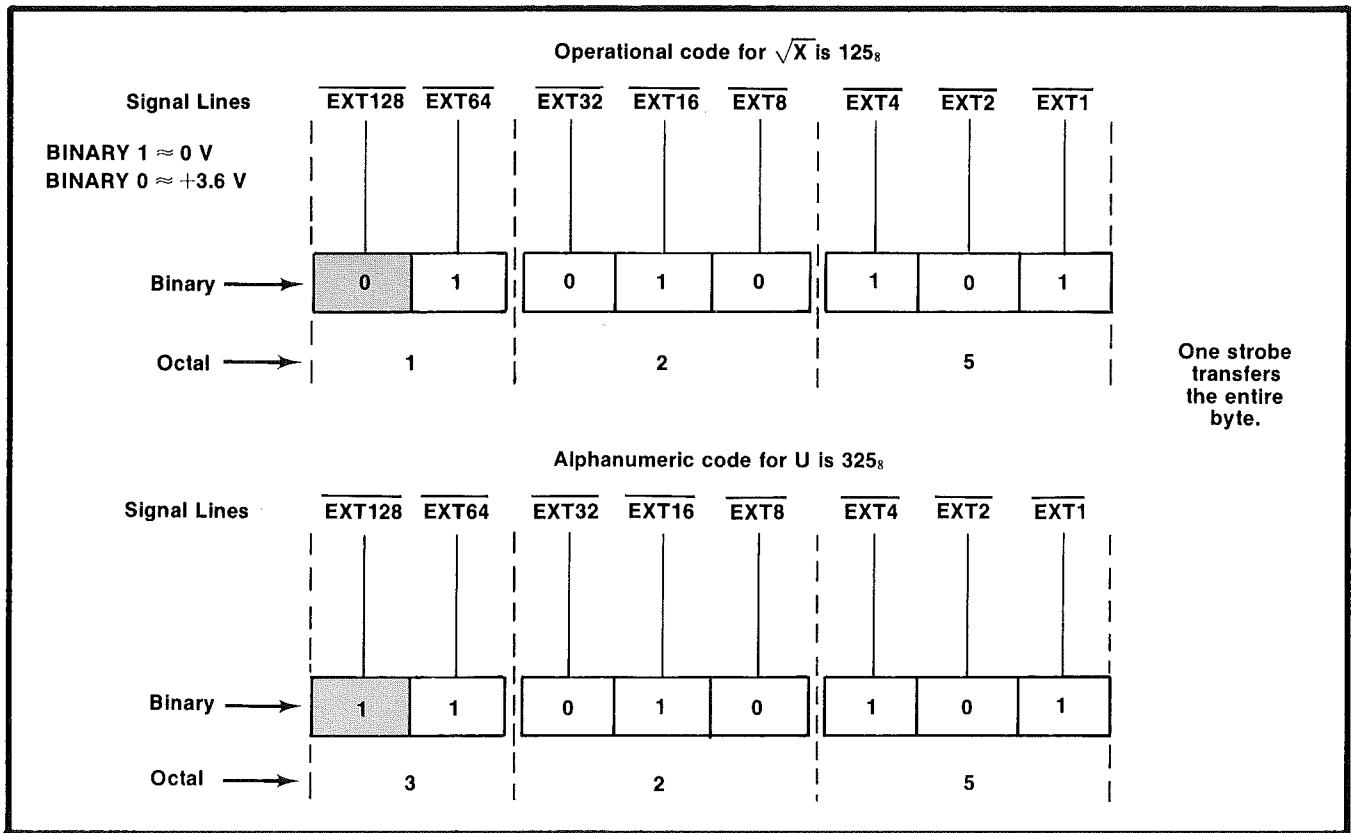 Operational code for √X is 125₈
Signal Lines EXT128 EXT64 EXT32 EXT16 EXT8 EXT4 EXT2 EXT1
BINARY 1 ≈ 0 V
BINARY 0 ≈ +3.6 V
Binary 0 1 0 1 0 1 0 1
Octal 1 2 5
One strobe
transfers
the entire
byte.
Alphanumeric code for U is 325₈
Signal Lines EXT128 EXT64 EXT32 EXT16 EXT8 EXT4 EXT2 EXT1
Binary 1 1 0 1 0 1 0 1
Octal 3 2 5